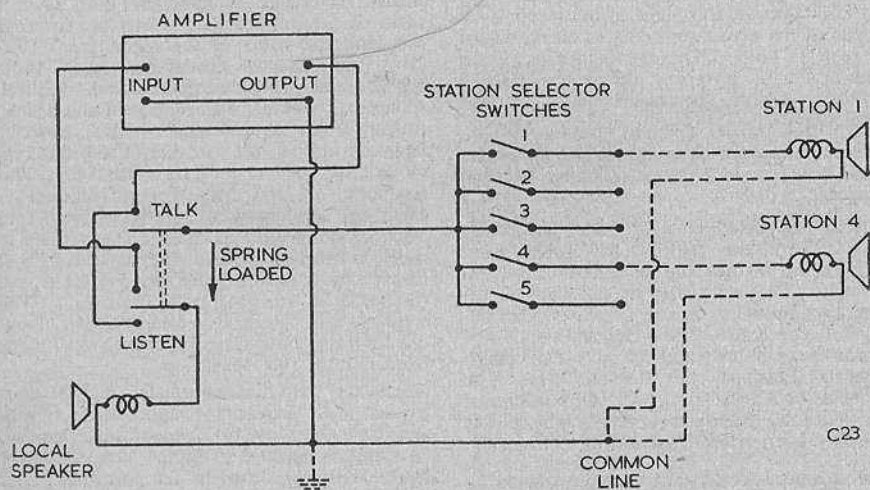 AMPLIFIER
INPUT
OUTPUT
STATION SELECTOR
SWITCHES
STATION 1
1
2
TALK
3
STATION 4
SPRING
LOADED
4
5
LISTEN
LOCAL
SPEAKER
COMMON
LINE
C23